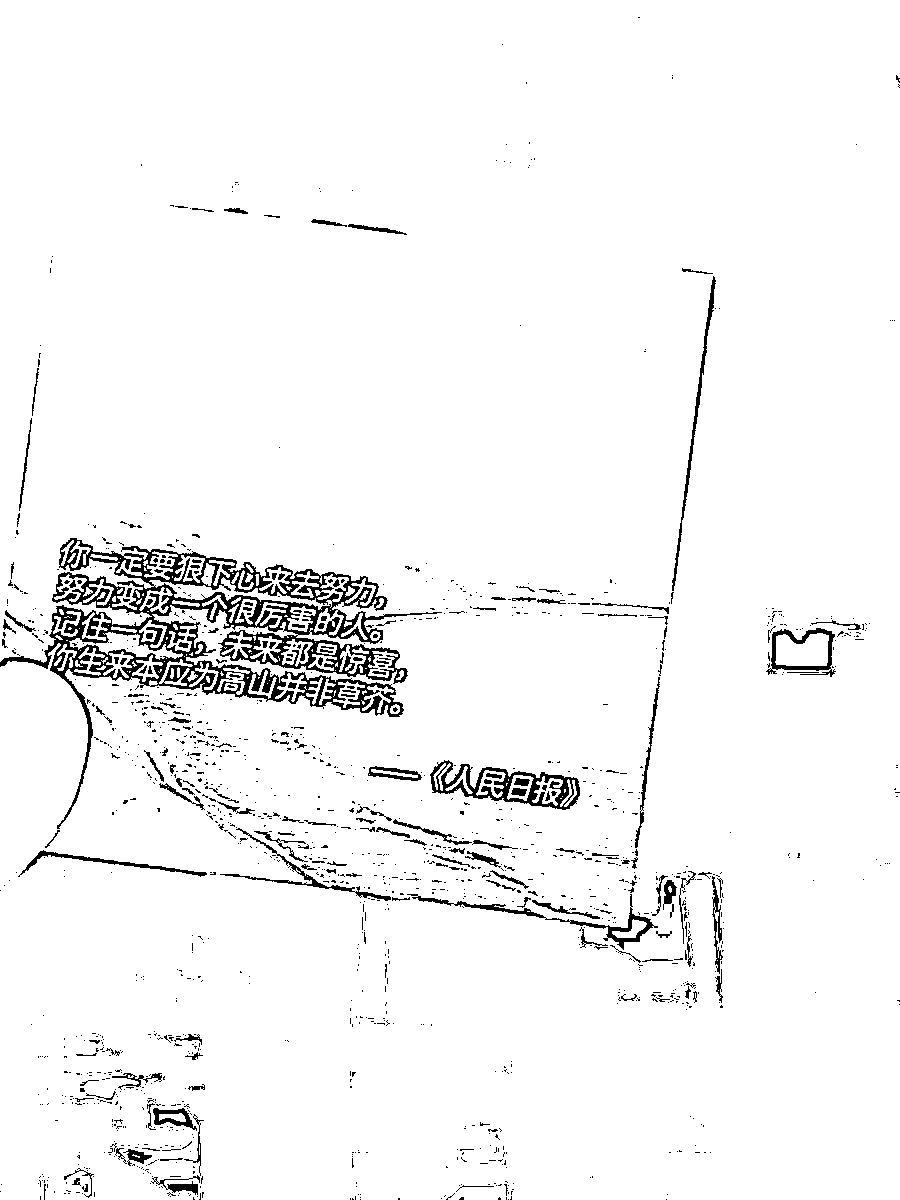 你一定要狠下心来去努力，
努力变成一个很厉害的人。
记住一句话，未来都是惊喜，
你生来本应为高山并非草芥。
——《人民日报》